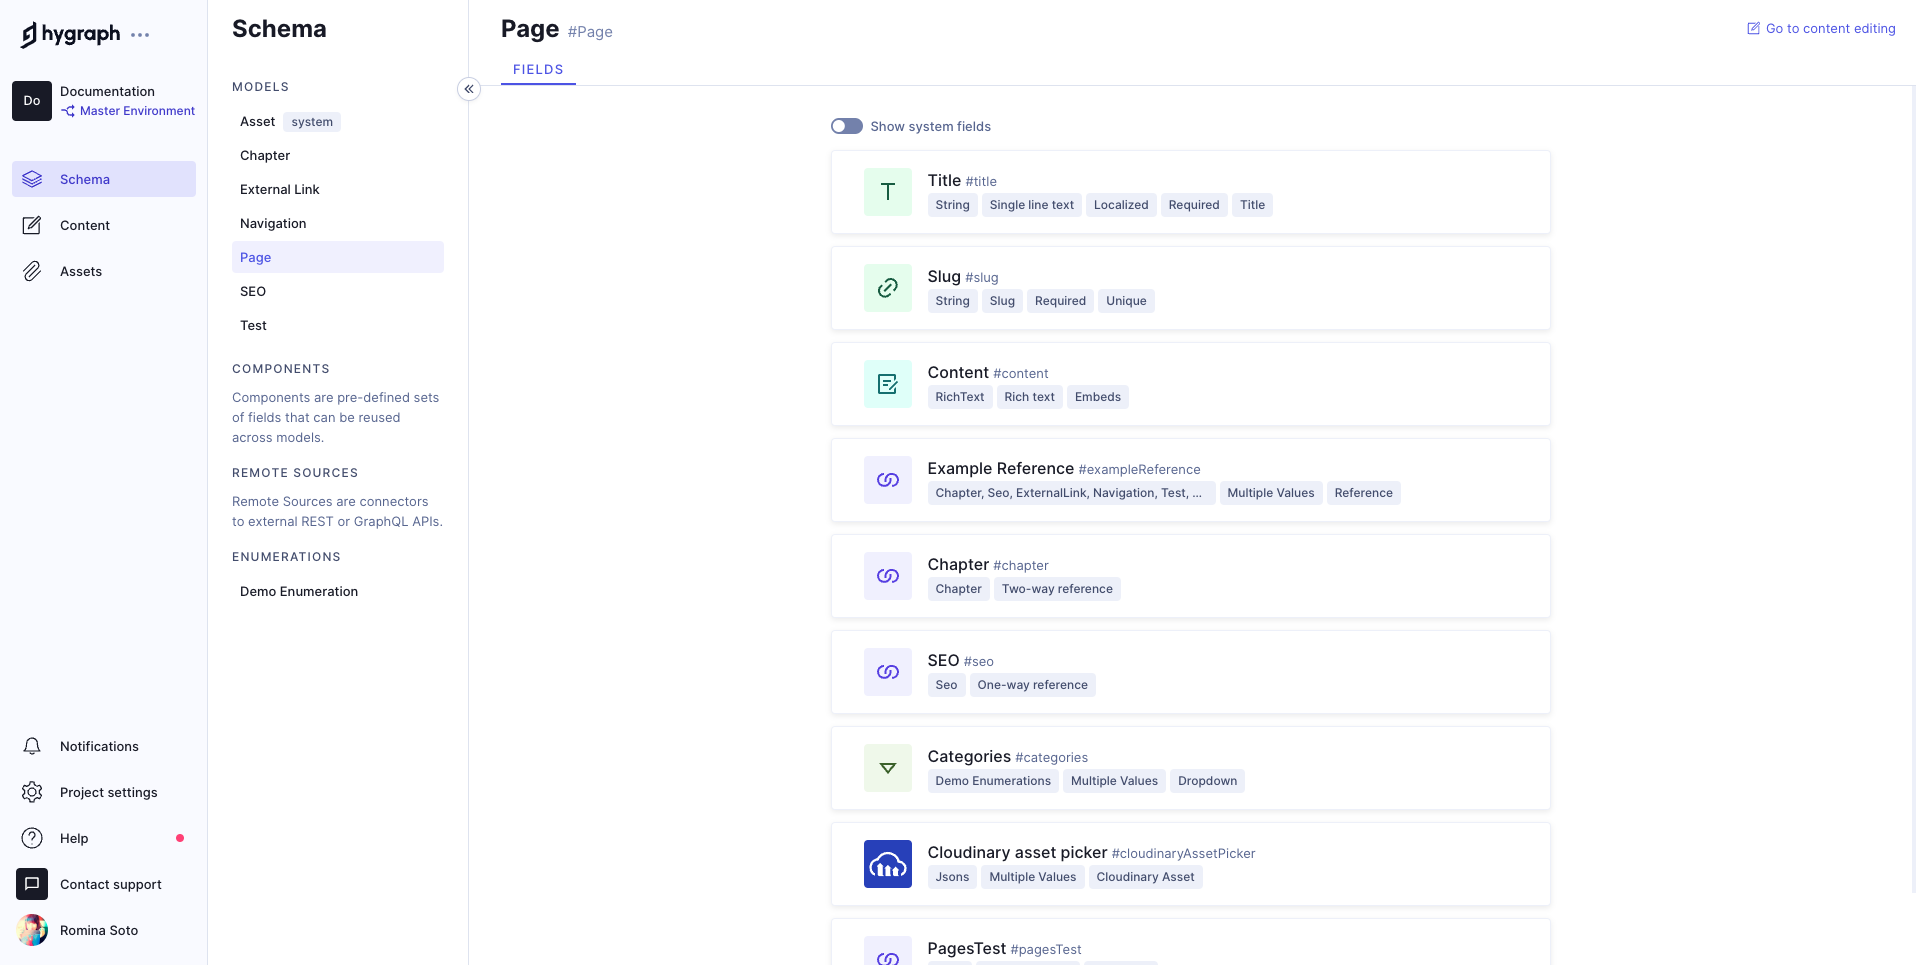 hygraph
Do
Documentation
Master Environment
Schema
Content
Assets
Notifications
Project settings
Help
Contact support
Romina Soto
Schema
MODELS
Asset system
Chapter
External Link
Navigation
Page
SEO
Test
COMPONENTS
Components are pre-defined sets
of fields that can be reused
across models.
REMOTE SOURCES
Remote Sources are connectors
to external REST or GraphQL APIs.
ENUMERATIONS
Demo Enumeration
Page #Page
Go to content editing
FIELDS
Show system fields
T
Title #title
String Single line text Localized Required Title
Slug #slug
String Slug Required Unique
Content #content
RichText Rich text Embeds
Example Reference #exampleReference
Chapter, Seo, ExternalLink, Navigation, Test, ... Multiple Values Reference
Chapter #chapter
Chapter Two-way reference
SEO #seo
Seo One-way reference
Categories #categories
Demo Enumerations Multiple Values Dropdown
Cloudinary asset picker #cloudinaryAssetPicker
Jsons Multiple Values Cloudinary Asset
PagesTest #pagesTest